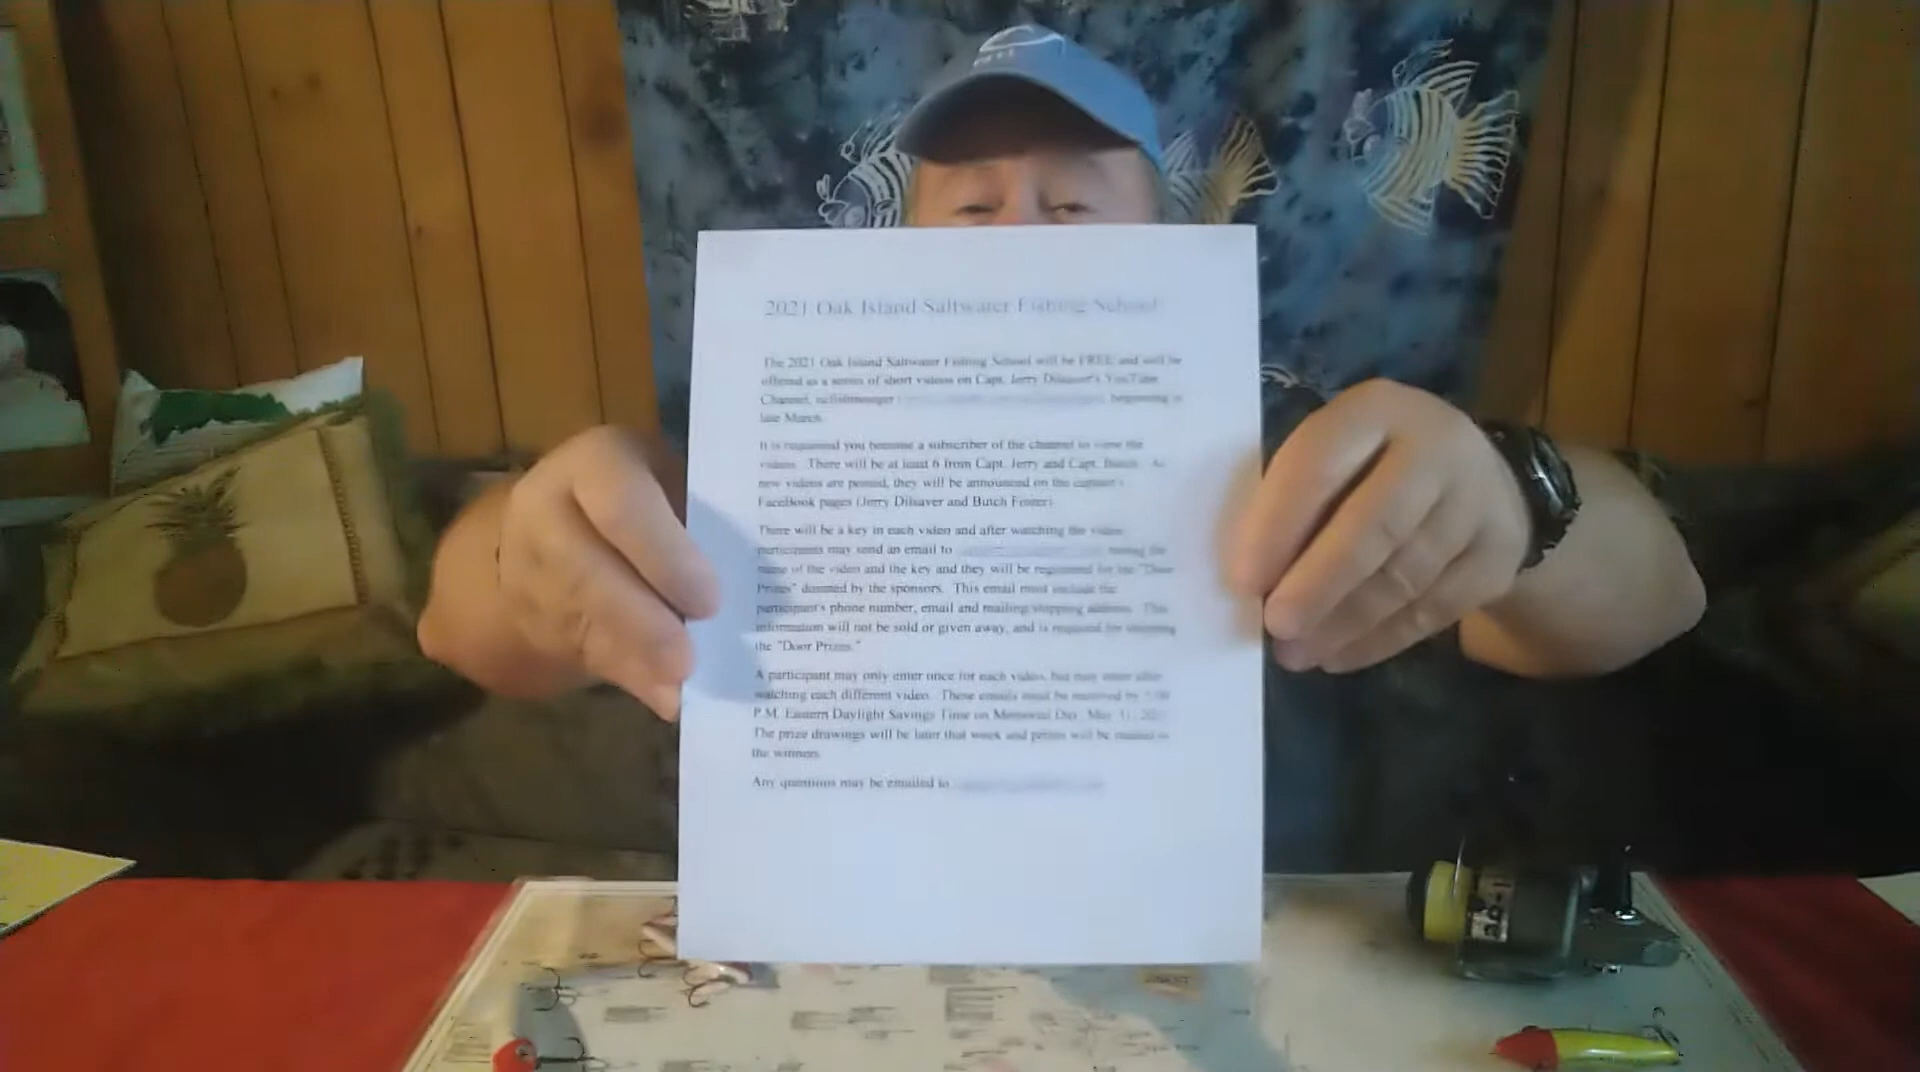 2021 Oak Island Saltwater Fishing School
The 2021 Oak Island Saltwater Fishing School will be FREE and will be
offered as a series of short videos on Capt. Jerry Dilsaver's YouTube
Channel, ncfishmonger beginning in
late March.
It is requested you become a subscriber of the channel to view the
videos. There will be at least 6 from Capt. Jerry and Capt. Butch. As
new videos are posted, they will be announced on the captain's
FaceBook pages (Jerry Dilsaver and Butch Foster).
There will be a key in each video and after watching the video
participants may send an email to noting the
name of the video and the key and they will be registered for the "Door
Prizes" donated by the sponsors. This email must include the
participant's phone number, email and mailing/shipping address. This
information will not be sold or given away, and is required for shipping
the "Door Prizes."
A participant may only enter once for each video, but may enter after
watching each different video. These emails must be received by
P.M. Eastern Daylight Savings Time on Memorial Day, May 31, 2021.
The prize drawings will be later that week and prizes will be mailed to
the winners.
Any questions may be emailed to